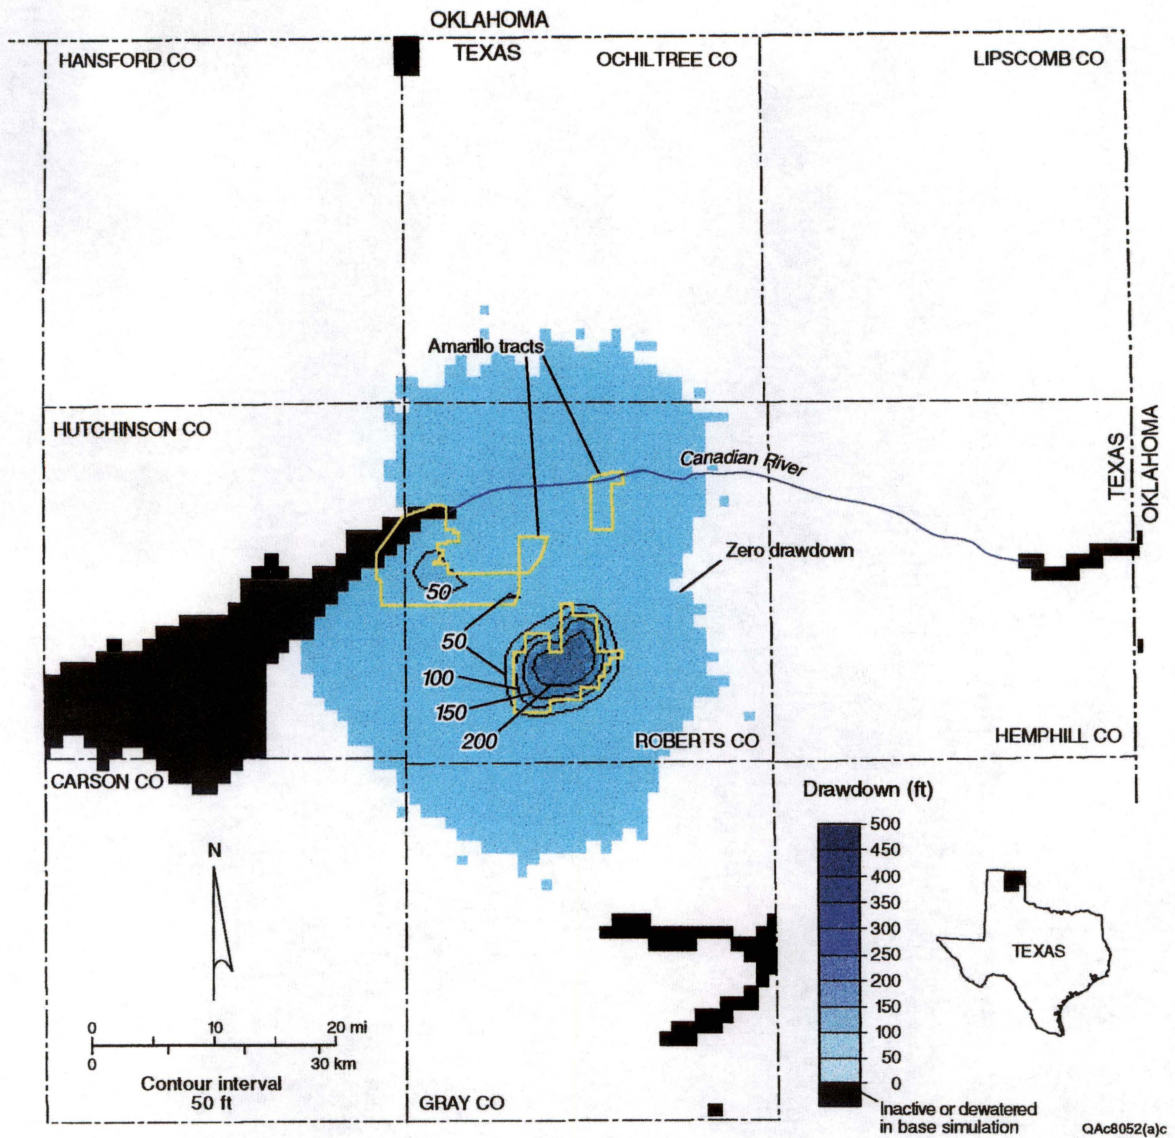 OKLAHOMA
TEXAS
HANSFORD CO
OCHILTREE CO
LIPSCOMB CO
Amarillo tracts
HUTCHINSON CO
Canadian River
TEXAS
OKLAHOMA
Zero drawdown
50
50
100
150
200
ROBERTS CO
HEMPHILL CO
CARSON CO
Drawdown (ft)
500
450
400
350
300
250
200
150
100
50
0
Inactive or dewatered
in base simulation
N
TEXAS
0 10 20 mi
0 30 km
Contour interval
50 ft
GRAY CO
QAc8052(a)c